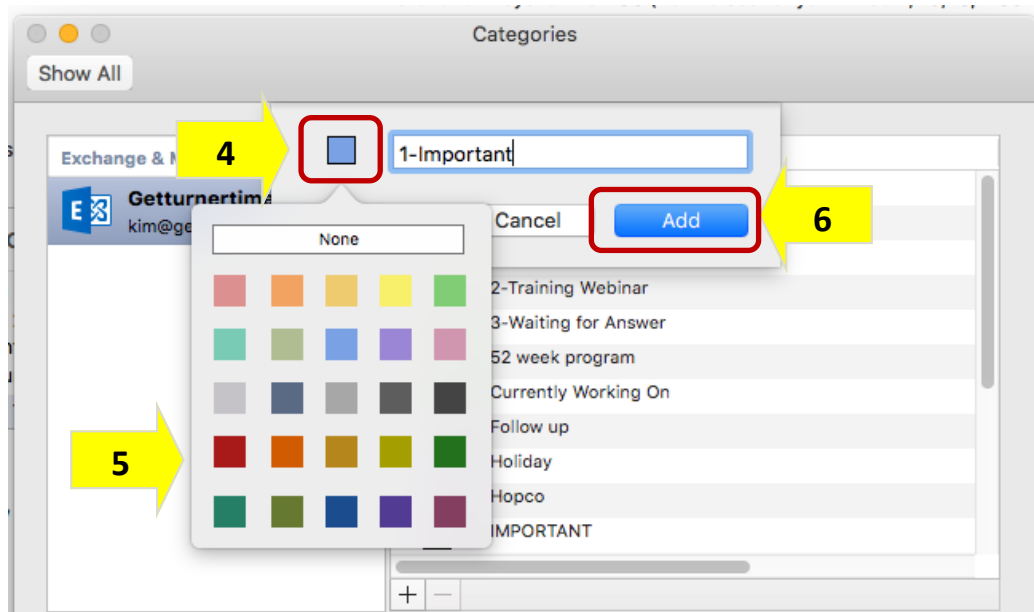 Categories
Show All
4
1-Important
Exchange &
Getturnertime
kim@ge
Cancel
Add
6
None
2-Training Webinar
3-Waiting for Answer
52 week program
Currently Working On
Follow up
5
Holiday
Hopco
IMPORTANT